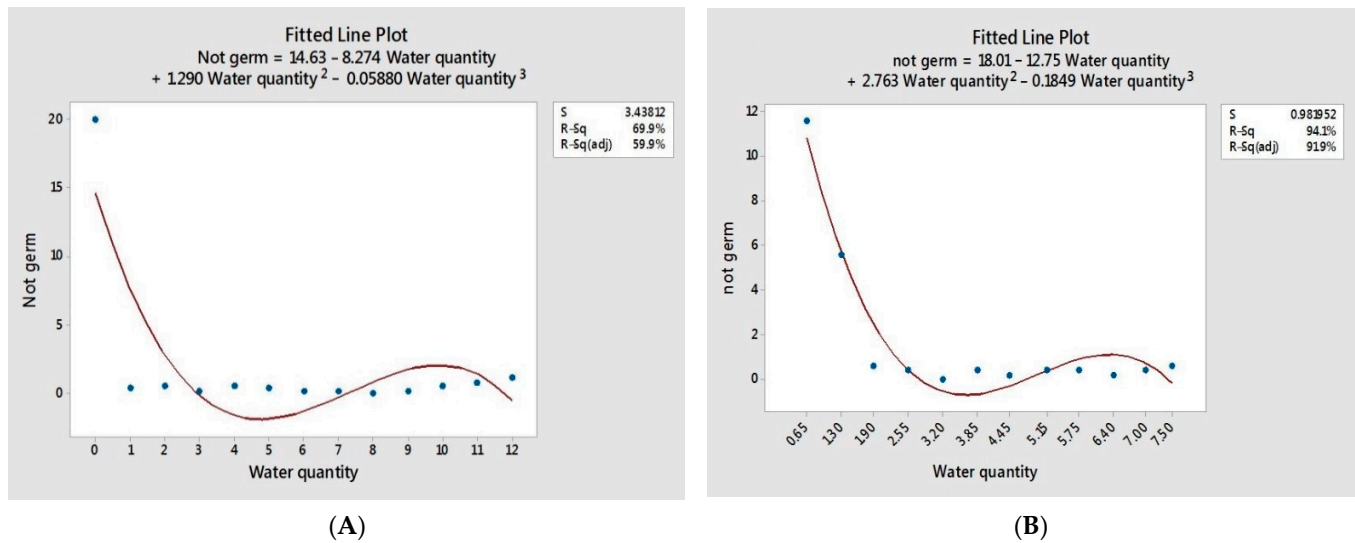 Fitted Line Plot
Not germ = 14.63 – 8.274 Water quantity
+ 1.290 Water quantity 2 – 0.05880 Water quantity 3
S 3.43812
R-Sq 69.9%
R-Sq(adj) 59.9%
20
15
10
5
0
Not germ
0 1 2 3 4 5 6 7 8 9 10 11 12
Water quantity
(A)
Fitted Line Plot
not germ = 18.01 – 12.75 Water quantity
+ 2.763 Water quantity2 – 0.1849 Water quantity3
S 0.981952
R-Sq 94.1%
R-Sq(adj) 91.9%
12
10
8
6
4
2
0
not germ
0.65 1.30 1.90 2.55 3.20 3.85 4.45 5.15 5.75 6.40 7.00 7.50
Water quantity
(B)